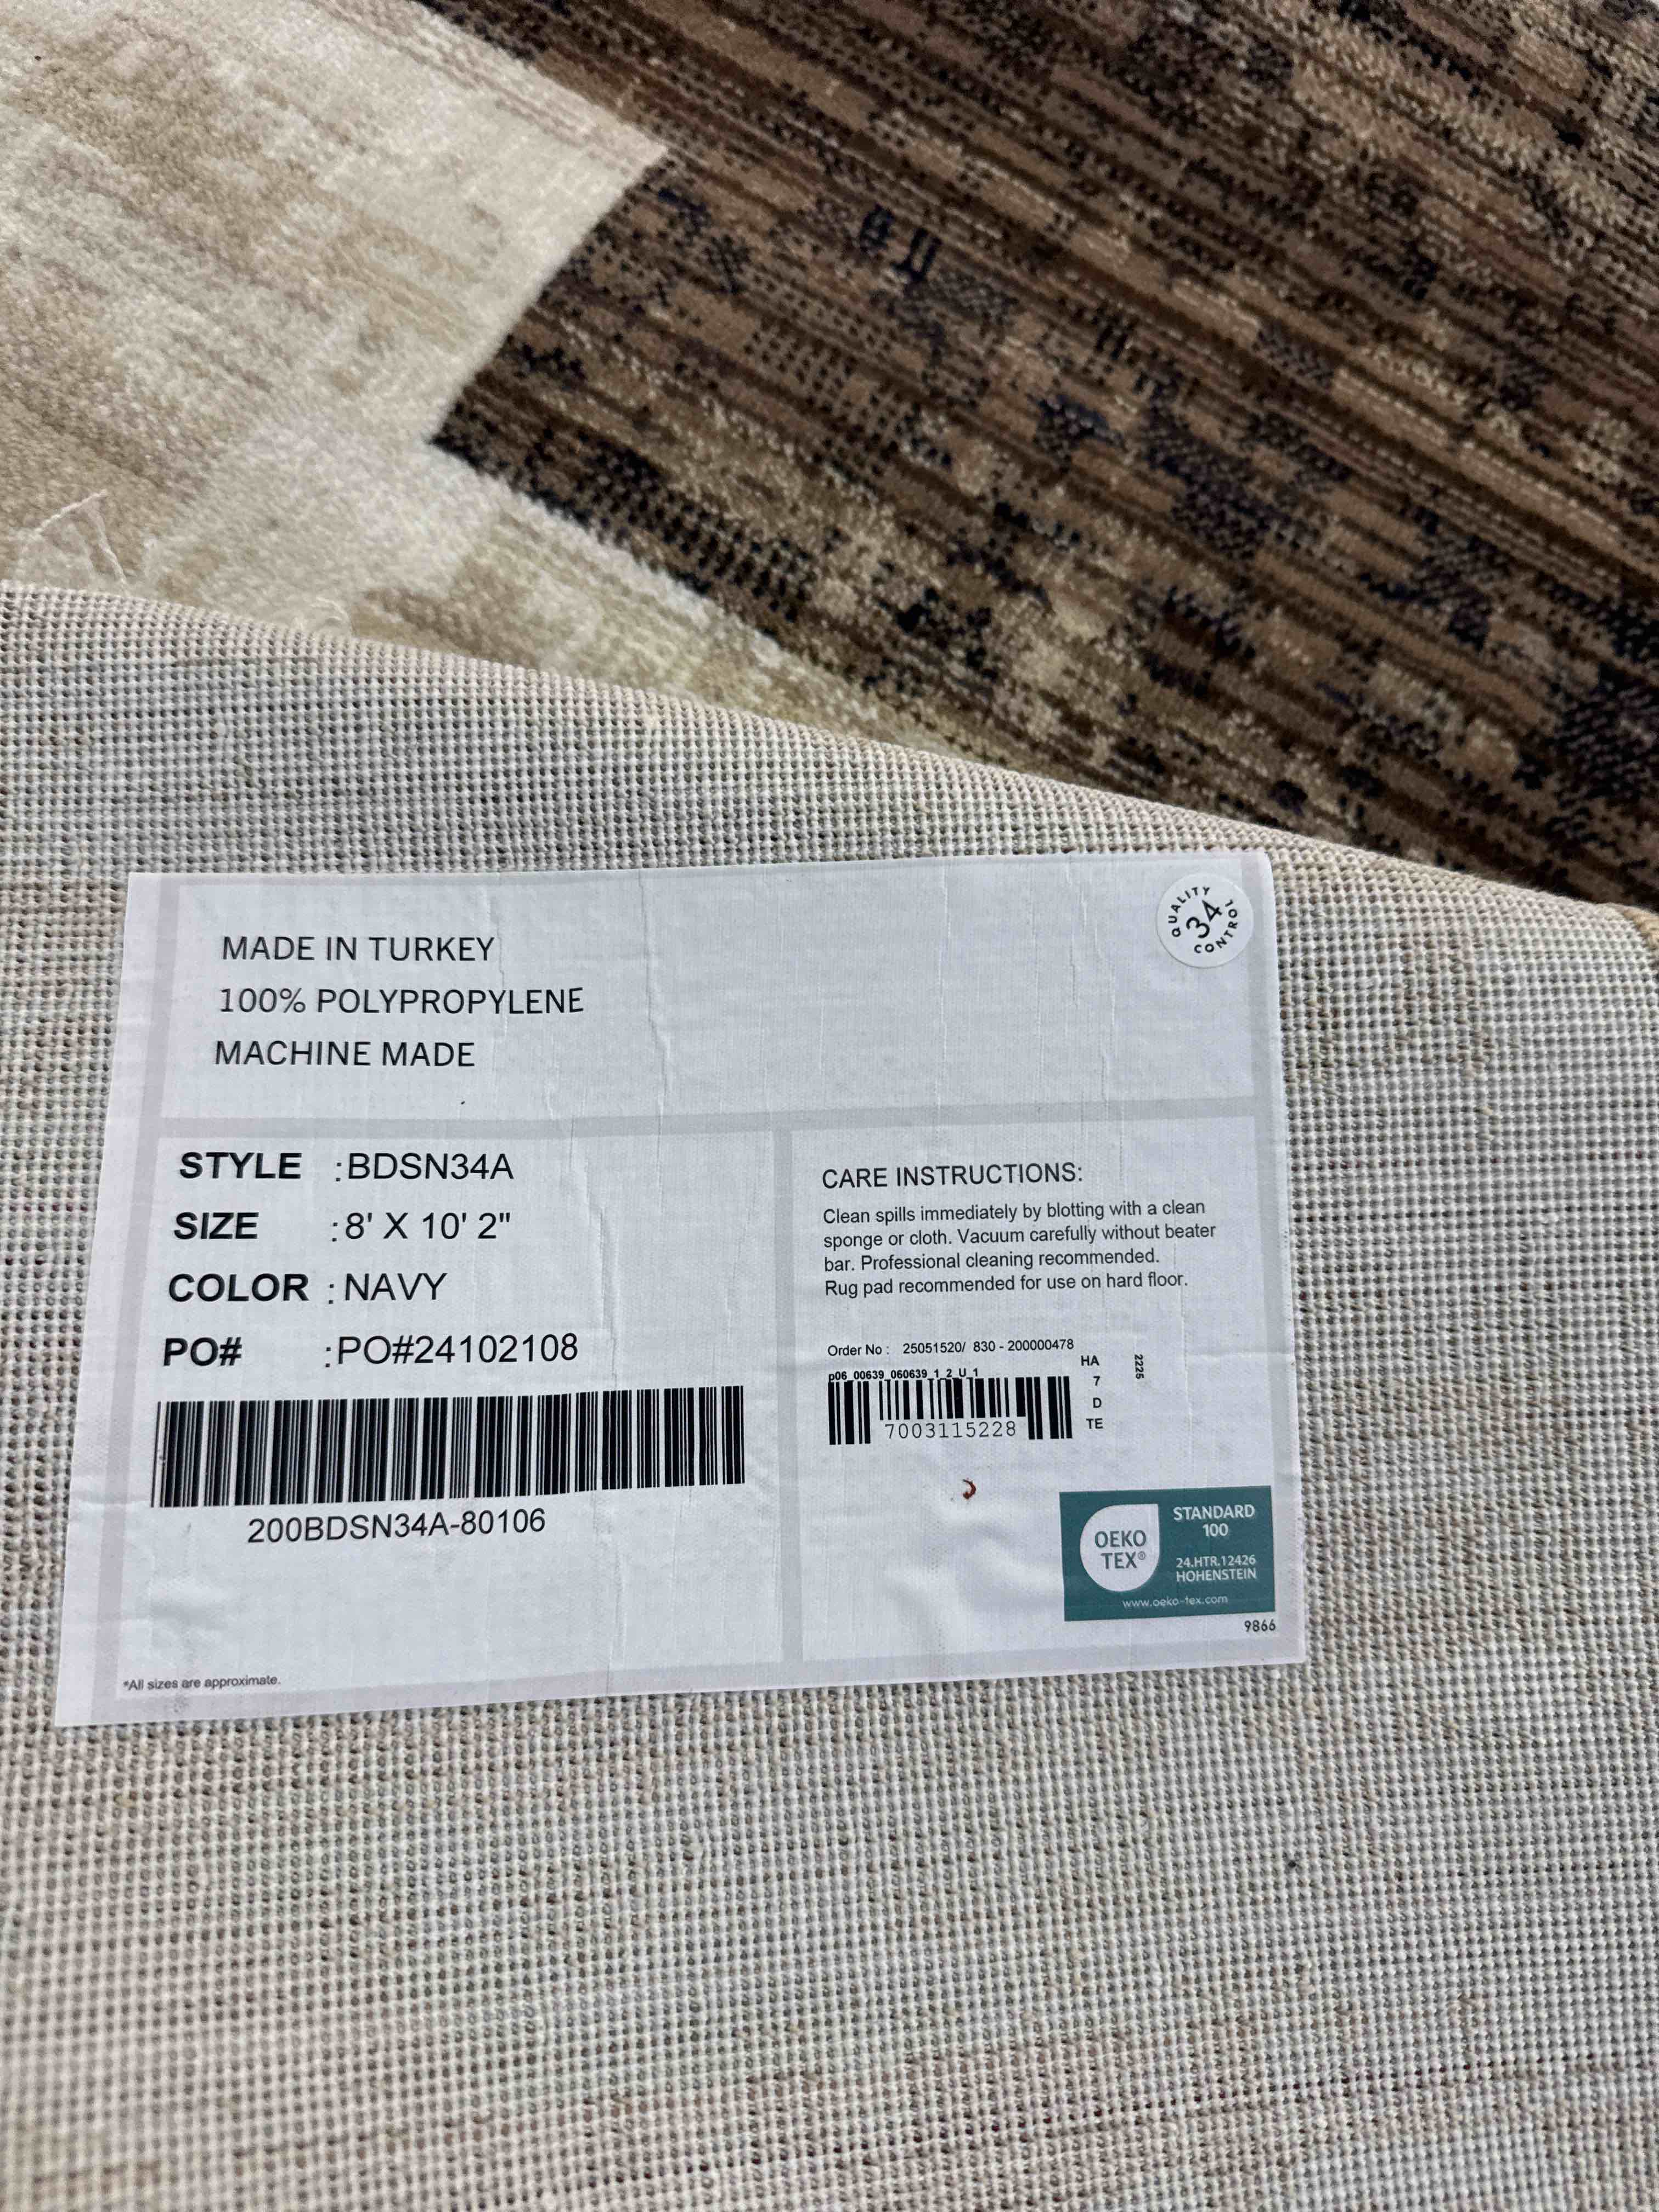 MADE IN TURKEY
100% POLYPROPYLENE
MACHINE MADE
QUALITY
34
CONTROL
STYLE :BDSN34A
SIZE :8' X 10' 2"
COLOR : NAVY
PO# :PO#24102108
200BDSN34A-80106
*All sizes are approximate.
CARE INSTRUCTIONS:
Clean spills immediately by blotting with a clean
sponge or cloth. Vacuum carefully without beater
bar. Professional cleaning recommended.
Rug pad recommended for use on hard floor.
Order No : 25051520/ 830 - 200000478
p06_00639_060639_1_2_U_1
7003115228
HA
7
D
TE
2225
OEKO
TEX®
STANDARD
100
24.HTR.12426
HOHENSTEIN
www.oeko-tex.com
9866